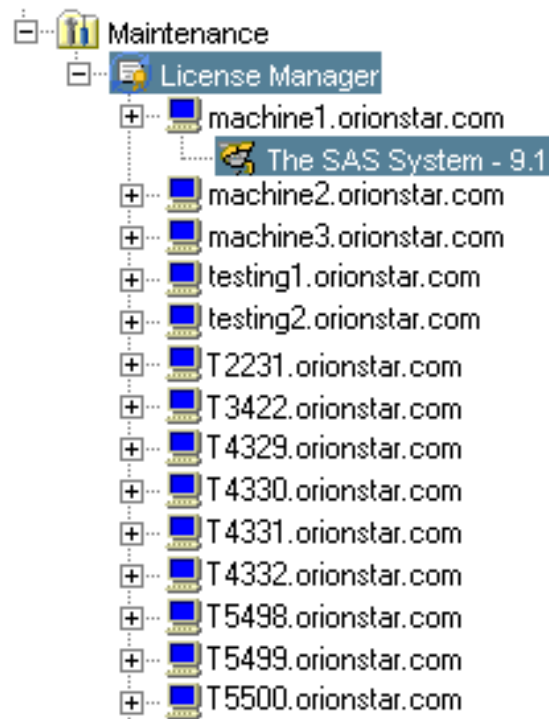 Maintenance
License Manager
machine1.orionstar.com
The SAS System - 9.1
machine2.orionstar.com
machine3.orionstar.com
testing1.orionstar.com
testing2.orionstar.com
T2231.orionstar.com
T3422.orionstar.com
T4329.orionstar.com
T4330.orionstar.com
T4331.orionstar.com
T4332.orionstar.com
T5498.orionstar.com
T5499.orionstar.com
T5500.orionstar.com